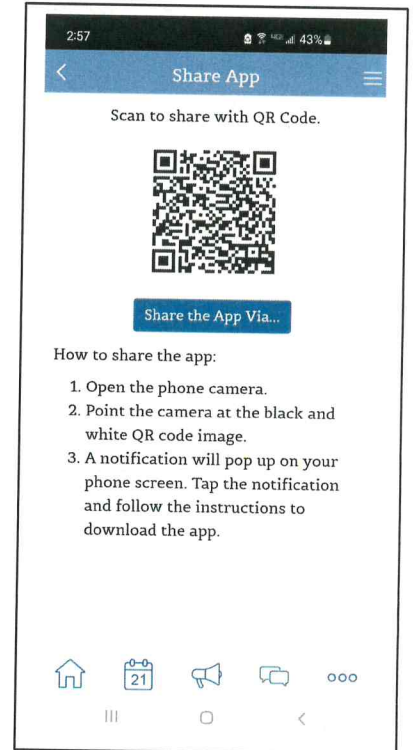 2:57
43%
Share App
Scan to share with QR Code.
Share the App Via...
How to share the app:
1. Open the phone camera.
2. Point the camera at the black and
white QR code image.
3. A notification will pop up on your
phone screen. Tap the notification
and follow the instructions to
download the app.
21